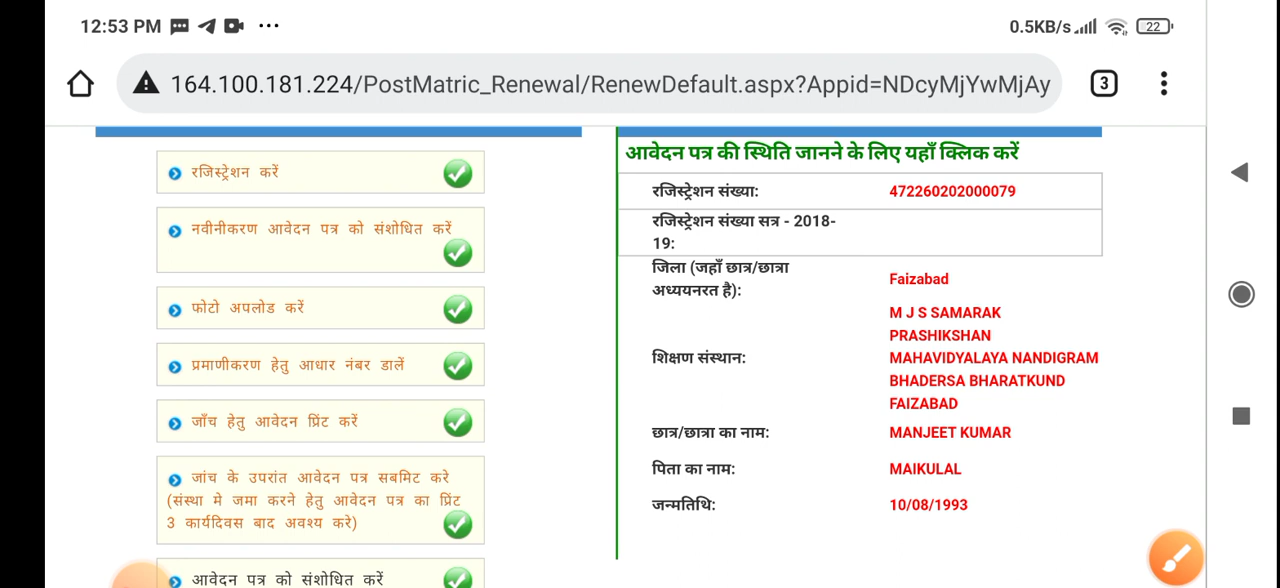 12:53 PM ...
0.5KB/s 22
164.100.181.224/PostMatric_Renewal/RenewDefault.aspx?Appid=NDcyMjYwMjAy 3
रजिस्ट्रेशन करें
नवीनीकरण आवेदन पत्र को संशोधित करें
फोटो अपलोड करें
प्रमाणीकरण हेतु आधार नंबर डालें
जाँच हेतु आवेदन प्रिंट करें
जांच के उपरांत आवेदन पत्र सबमिट करे
(संस्था मे जमा करने हेतु आवेदन पत्र का प्रिंट
3 कार्यदिवस बाद अवश्य करे)
आवेदन पत्र को संशोधित करें
आवेदन पत्र की स्थिति जानने के लिए यहाँ क्लिक करें
रजिस्ट्रेशन संख्या: 472260202000079
रजिस्ट्रेशन संख्या सत्र - 2018-
19:
जिला (जहाँ छात्र/छात्रा
अध्ययनरत है): Faizabad
M J S SAMARAK
PRASHIKSHAN
शिक्षण संस्थान: MAHAVIDYALAYA NANDIGRAM
BHADERSA BHARATKUND
FAIZABAD
छात्र/छात्रा का नाम: MANJEET KUMAR
पिता का नाम: MAIKULAL
जन्मतिथि: 10/08/1993